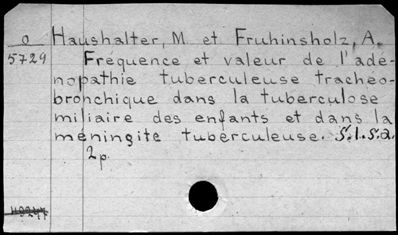 o Haushalter, M. et Fruhinsholz, A.
5729 Fréquence et valeur de l'adé-
nopathie tuberculeuse trachéo-
bronchique dans la tuberculose
miliaire des enfants et dans la
méningite tuberculeuse. S.l.s.a.
2p.